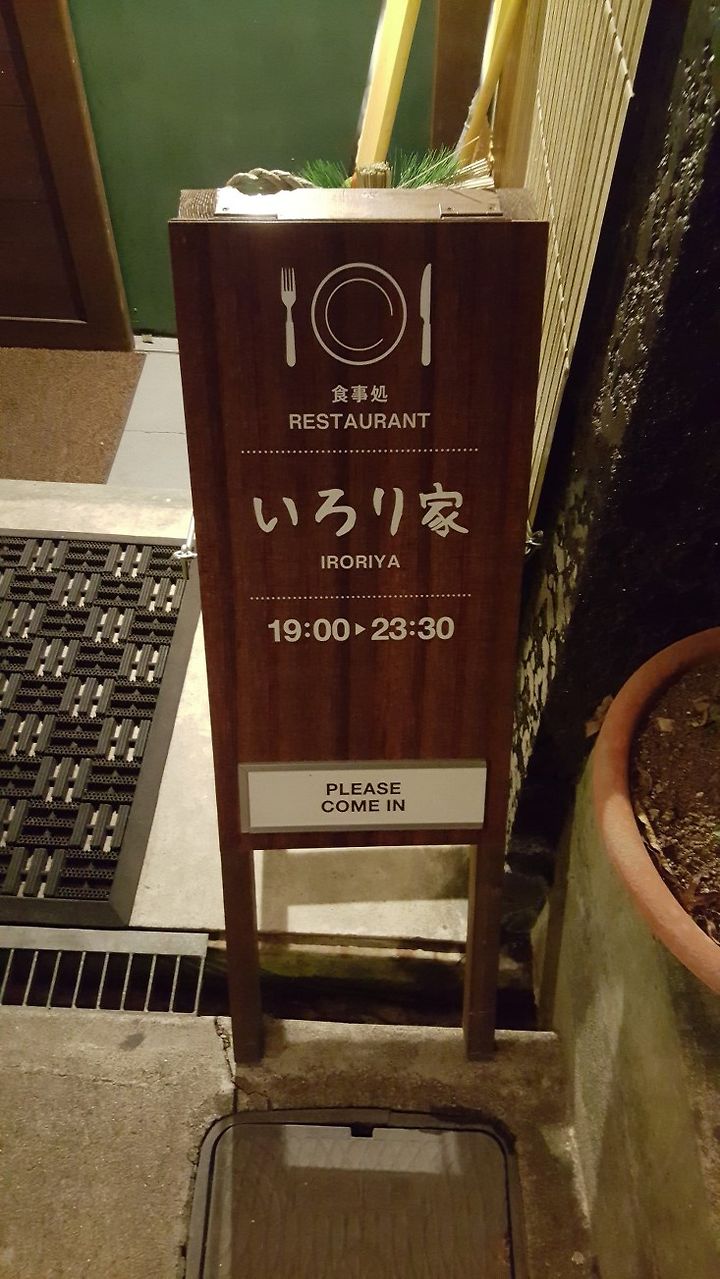 食事処
RESTAURANT
いろり家
IRORIYA
19:00▶23:30
PLEASE
COME IN